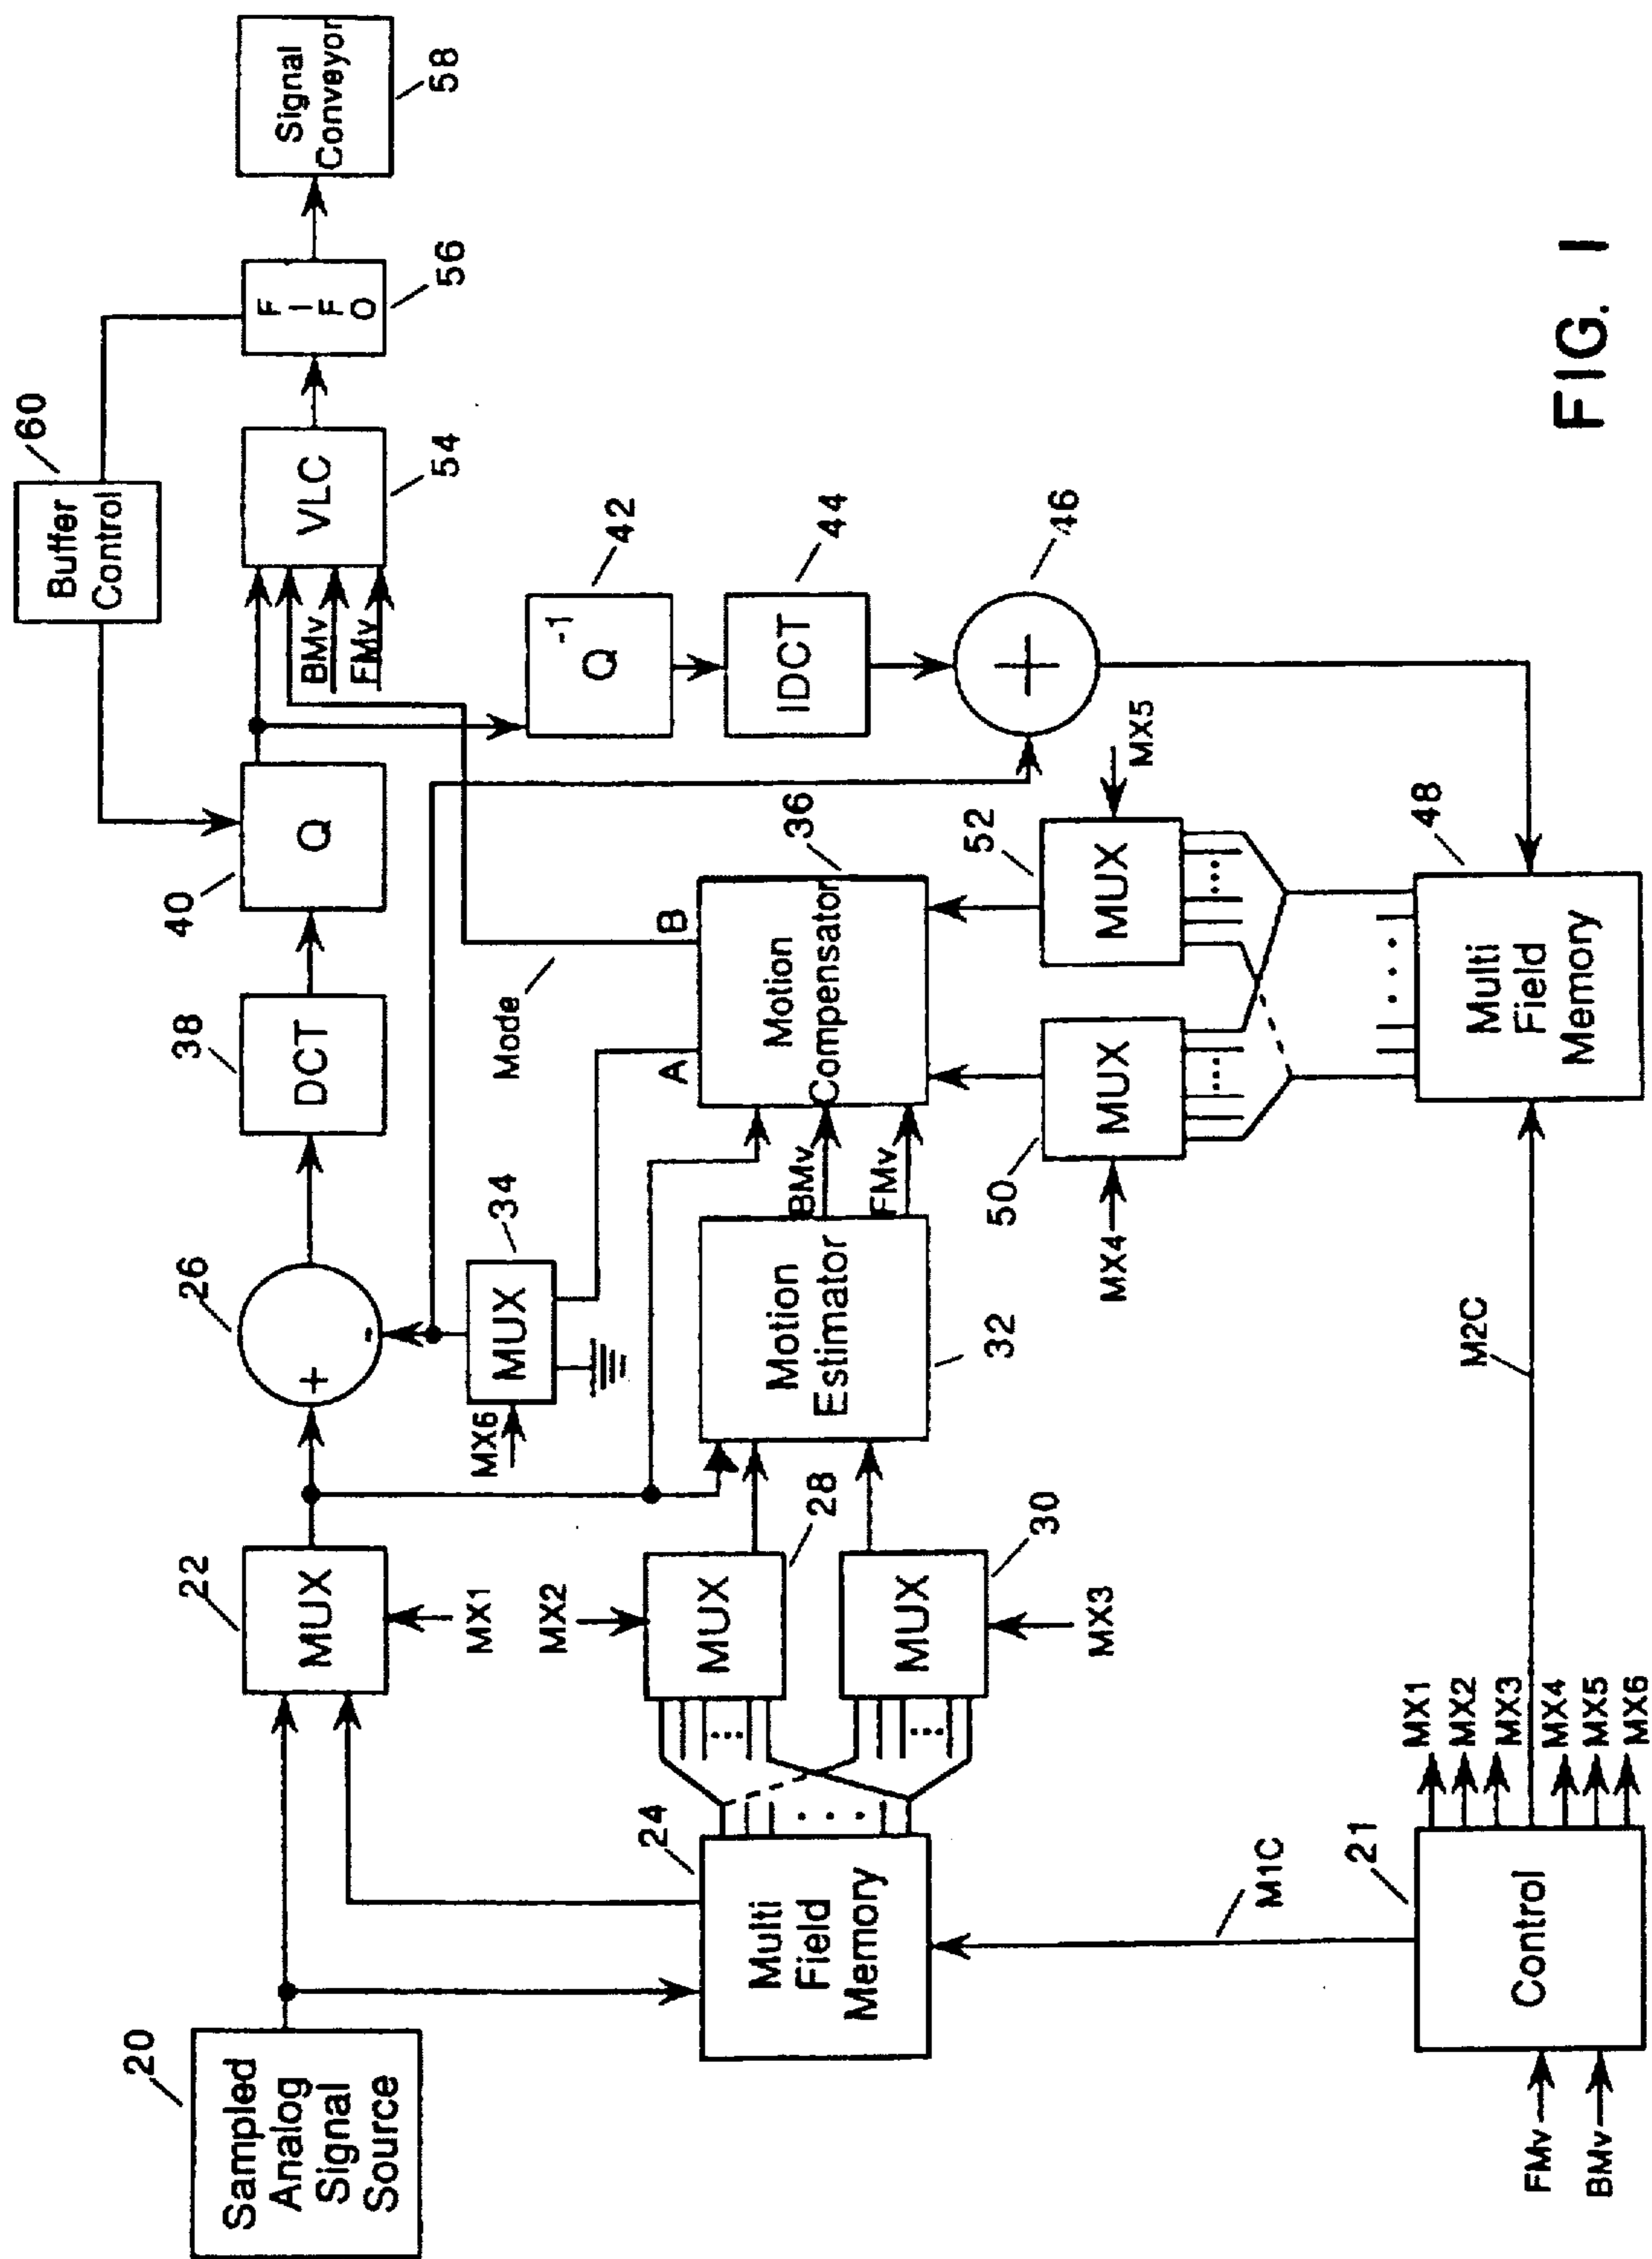 20
Sampled
Analog
Signal
Source
22
MUX
MX1
26
+
-
38
DCT
40
Q
60
Buffer
Control
VLC
54
BMv
FMv
F
I
F
O
56
Signal
Conveyor
58
MX6
MUX
34
Mode
Q
-1
42
IDCT
44
+
46
24
Multi
Field
Memory
MX2
MUX
28
MUX
30
MX3
Motion
Estimator
32
BMv
FMv
A
B
Motion
Compensator
36
MX4
50
MUX
52
MUX
MX5
M1C
21
Control
FMv
BMv
MX1
MX2
MX3
MX4
MX5
MX6
M2C
48
Multi
Field
Memory
FIG. 1